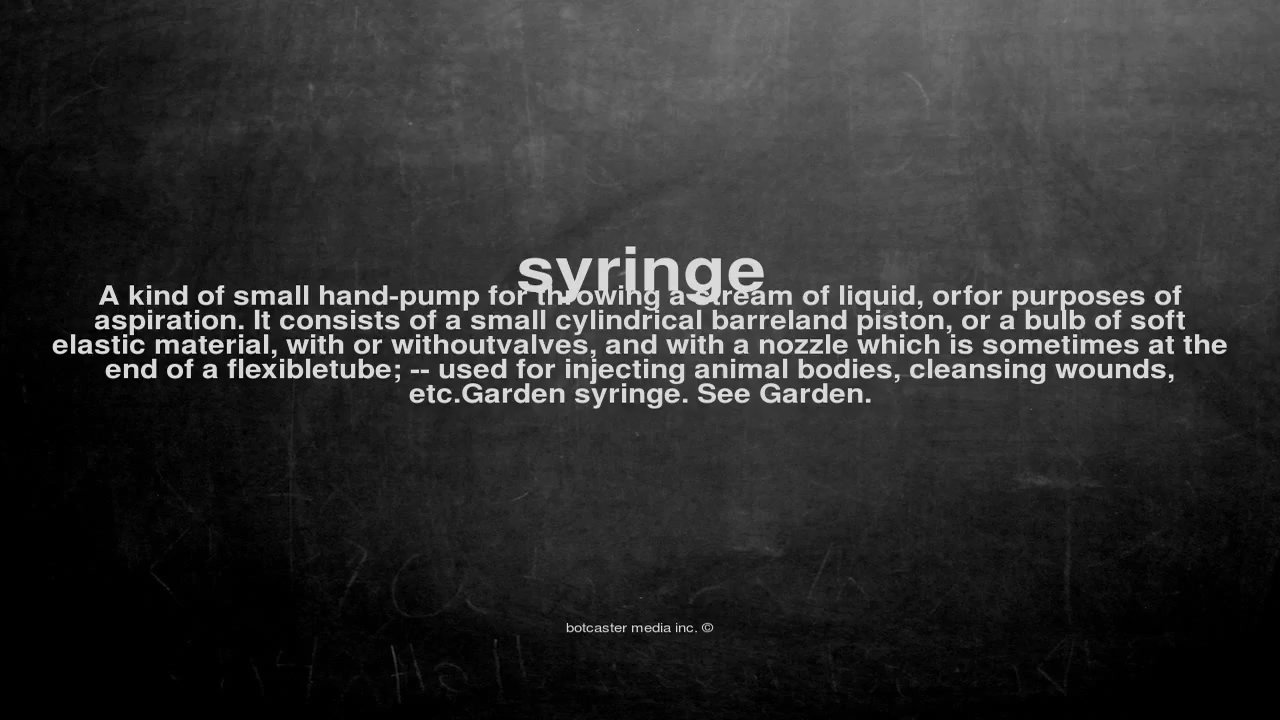 syringe
A kind of small hand-pump for throwing a stream of liquid, orfor purposes of
aspiration. It consists of a small cylindrical barreland piston, or a bulb of soft
elastic material, with or withoutvalves, and with a nozzle which is sometimes at the
end of a flexibletube; -- used for injecting animal bodies, cleansing wounds,
etc.Garden syringe. See Garden.
botcaster media inc. ©